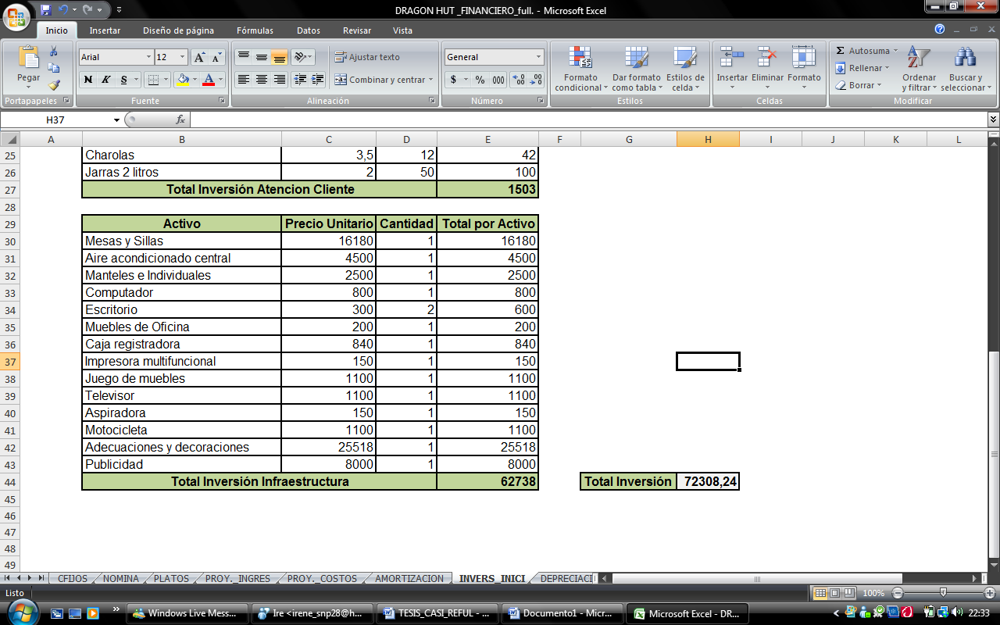 DRAGON HUT _FINANCIERO_full. - Microsoft Excel
Inicio Insertar Diseño de página Fórmulas Datos Revisar Vista
Pegar
Portapapeles
Arial 12
N K S
Fuente
Ajustar texto
Combinar y centrar
Alineación
General
$ % 000
Número
Formato condicional
Dar formato como tabla
Estilos de celda
Estilos
Insertar Eliminar Formato
Celdas
Autosuma
Rellenar
Borrar
Ordenar y filtrar
Buscar y seleccionar
Modificar
H37 fx
A B C D E F G H I J K L
25 Charolas 3,5 12 42
26 Jarras 2 litros 2 50 100
27 Total Inversión Atencion Cliente 1503
28
29 Activo Precio Unitario Cantidad Total por Activo
30 Mesas y Sillas 16180 1 16180
31 Aire acondicionado central 4500 1 4500
32 Manteles e Individuales 2500 1 2500
33 Computador 800 1 800
34 Escritorio 300 2 600
35 Muebles de Oficina 200 1 200
36 Caja registradora 840 1 840
37 Impresora multifuncional 150 1 150
38 Juego de muebles 1100 1 1100
39 Televisor 1100 1 1100
40 Aspiradora 150 1 150
41 Motocicleta 1100 1 1100
42 Adecuaciones y decoraciones 25518 1 25518
43 Publicidad 8000 1 8000
44 Total Inversión Infraestructura 62738 Total Inversión 72308,24
45
46
47
48
49
CFIJOS NOMINA PLATOS PROY._INGRES PROY._COSTOS AMORTIZACION INVERS_INICI DEPRECIACI
Listo 100%
Windows Live Mess... Ire <irene_snp28@h... TESIS_CASI_REFUL - ... Documento1 - Micr... Microsoft Excel - DR... 22:33